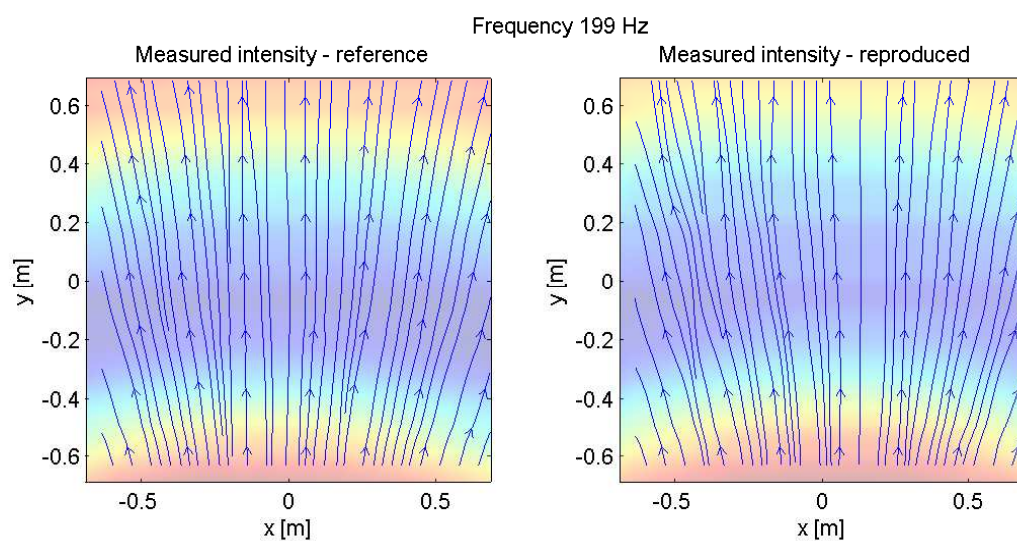 Frequency 199 Hz
Measured intensity - reference
Measured intensity - reproduced
0.6
0.4
0.2
0
-0.2
-0.4
-0.6
y [m]
-0.5
0
0.5
x [m]
0.6
0.4
0.2
0
-0.2
-0.4
-0.6
y [m]
-0.5
0
0.5
x [m]